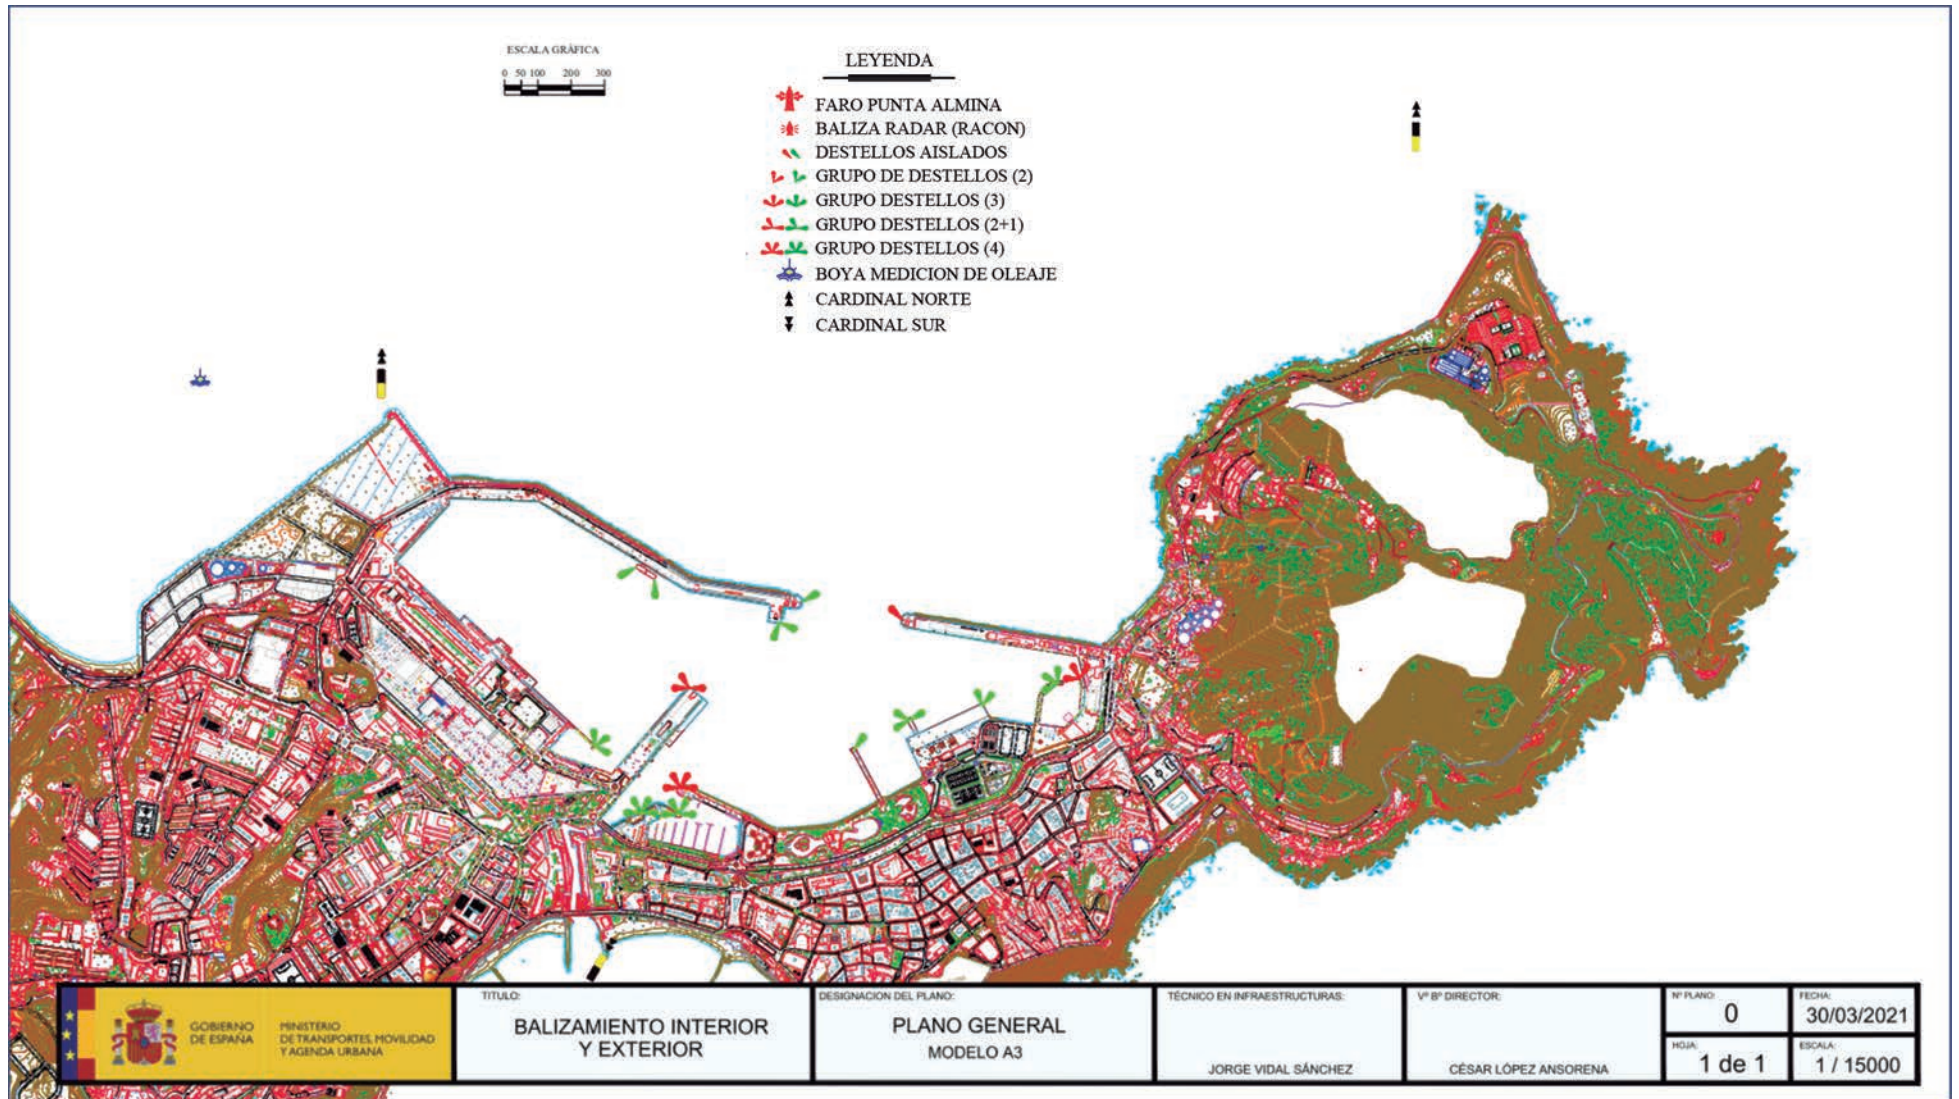 ESCALA GRÁFICA
0 50 100 200 300
LEYENDA
FARO PUNTA ALMINA
BALIZA RADAR (RACON)
DESTELLOS AISLADOS
GRUPO DE DESTELLOS (2)
GRUPO DESTELLOS (3)
GRUPO DESTELLOS (2+1)
GRUPO DESTELLOS (4)
BOYA MEDICION DE OLEAJE
CARDINAL NORTE
CARDINAL SUR
GOBIERNO
DE ESPAÑA
MINISTERIO
DE TRANSPORTES, MOVILIDAD
Y AGENDA URBANA
TITULO:
BALIZAMIENTO INTERIOR
Y EXTERIOR
DESIGNACION DEL PLANO:
PLANO GENERAL
MODELO A3
TÉCNICO EN INFRAESTRUCTURAS:
JORGE VIDAL SÁNCHEZ
Vº Bº DIRECTOR:
CÉSAR LÓPEZ ANSORENA
Nº PLANO:
0
FECHA:
30/03/2021
HOJA:
1 de 1
ESCALA:
1 / 15000